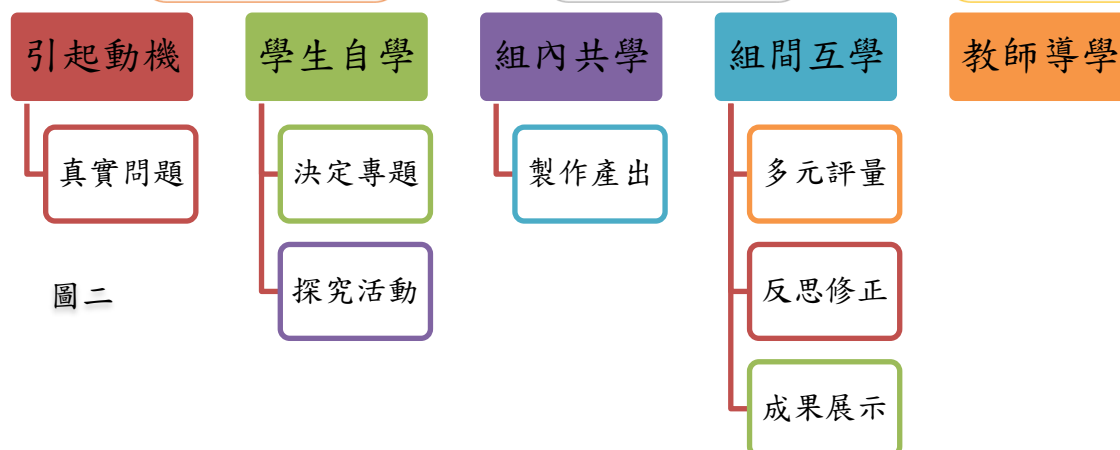 引起動機
學生自學
組內共學
組間互學
教師導學
真實問題
決定專題
製作產出
多元評量
探究活動
反思修正
圖二
成果展示